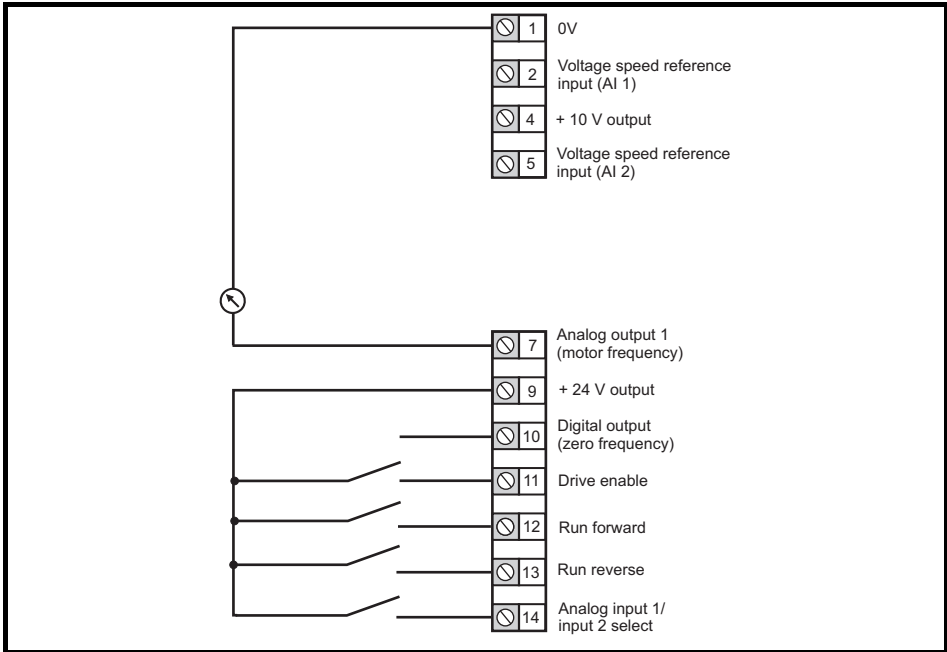 1 0V
2 Voltage speed reference
input (AI 1)
4 + 10 V output
5 Voltage speed reference
input (AI 2)
7 Analog output 1
(motor frequency)
9 + 24 V output
10 Digital output
(zero frequency)
11 Drive enable
12 Run forward
13 Run reverse
14 Analog input 1/
input 2 select